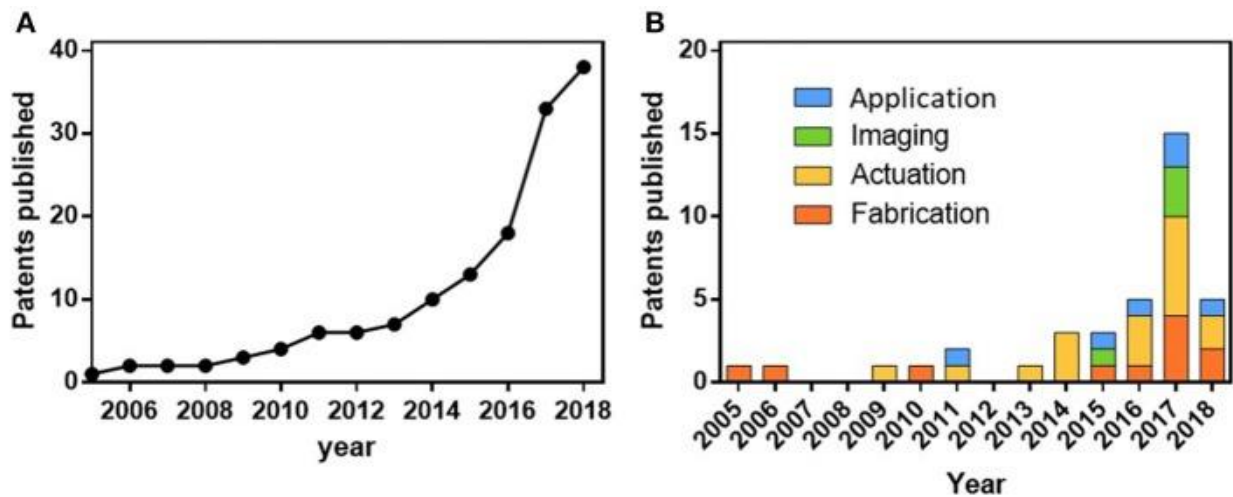 A
Patents published
40
30
20
10
0
2006 2008 2010 2012 2014 2016 2018
year
B
Patents published
20
15
10
5
0
Application
Imaging
Actuation
Fabrication
2005 2006 2007 2008 2009 2010 2011 2012 2013 2014 2015 2016 2017 2018
Year